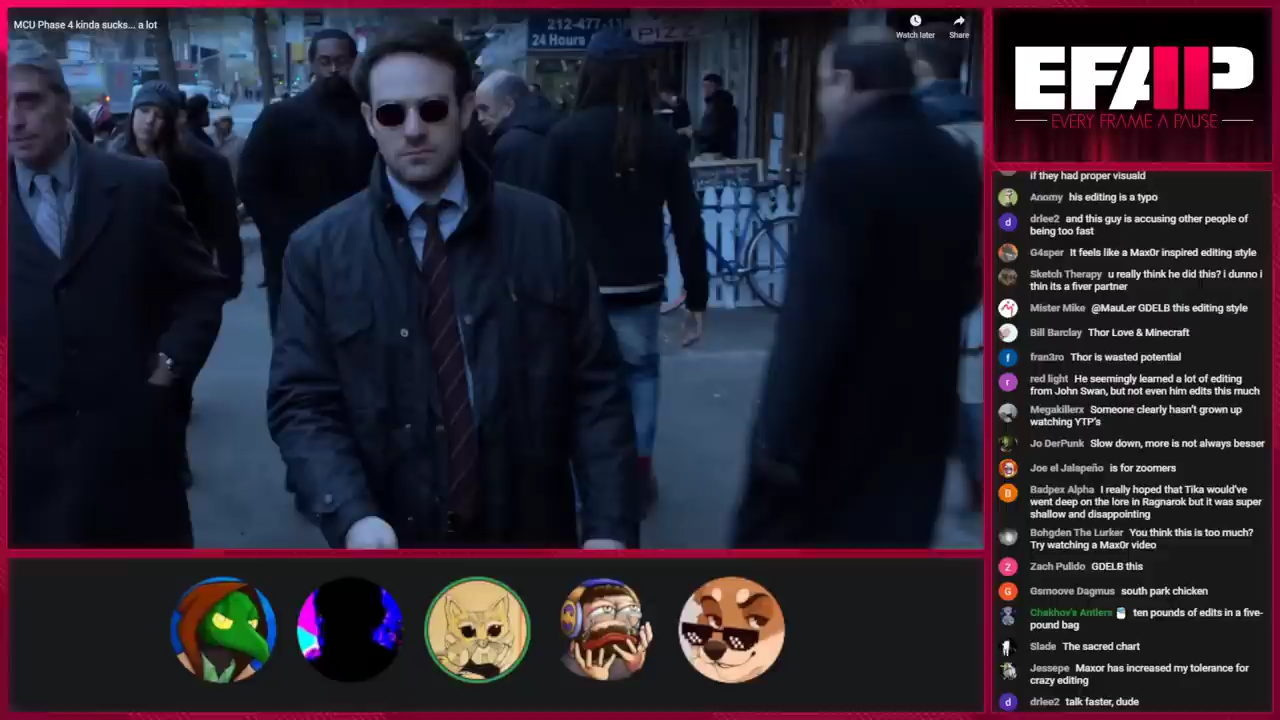 MCU Phase 4 kinda sucks... a lot
Watch later
Share
212-477-11
24 Hours
PIZZ
EFAP
EVERY FRAME A PAUSE
if they had proper visuald
Anomy his editing is a typo
drlee2 and this guy is accusing other people of
being too fast
G4sper It feels like a Max0r inspired editing style
Sketch Therapy u really think he did this? i dunno i
thin its a fiver partner
Mister Mike @MauLer GDELB this editing style
Bill Barclay Thor Love & Minecraft
fran3ro Thor is wasted potential
red light He seemingly learned a lot of editing
from John Swan, but not even him edits this much
Megakillerx Someone clearly hasn't grown up
watching YTP's
Jo DerPunk Slow down, more is not always besser
Joe el Jalapeño is for zoomers
Badpex Alpha I really hoped that Tika would've
went deep on the lore in Ragnarok but it was super
shallow and disappointing
Bohgden The Lurker You think this is too much?
Try watching a Max0r video
Zach Pulido GDELB this
Gsmoove Dagmus south park chicken
Chekhov's Antlers ten pounds of edits in a five-
pound bag
Slade The sacred chart
Jessepe Maxor has increased my tolerance for
crazy editing
drlee2 talk faster, dude